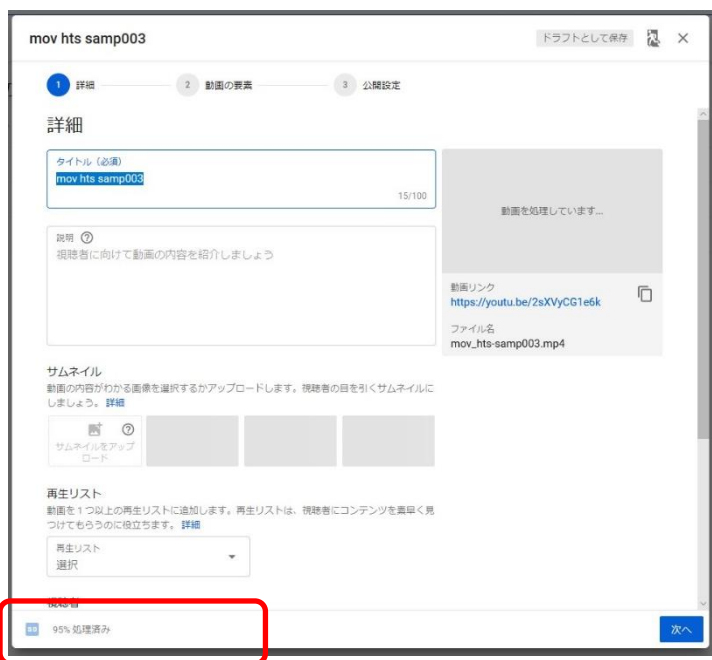 mov hts samp003
ドラフトとして保存
1 詳細
2 動画の要素
3 公開設定
詳細
タイトル（必須）
mov hts samp003
15/100
説明
視聴者に向けて動画の内容を紹介しましょう
動画を処理しています...
動画リンク
https://youtu.be/2sXVyCG1e6k
ファイル名
mov_hts-samp003.mp4
サムネイル
動画の内容がわかる画像を選択するかアップロードします。視聴者の目を引くサムネイルに
しましょう。 詳細
サムネイルをアップ
ロード
再生リスト
動画を 1 つ以上の再生リストに追加します。再生リストは、視聴者にコンテンツを素早く見
つけてもらうのに役立ちます。 詳細
再生リスト
選択
視聴者
95% 処理済み
次へ